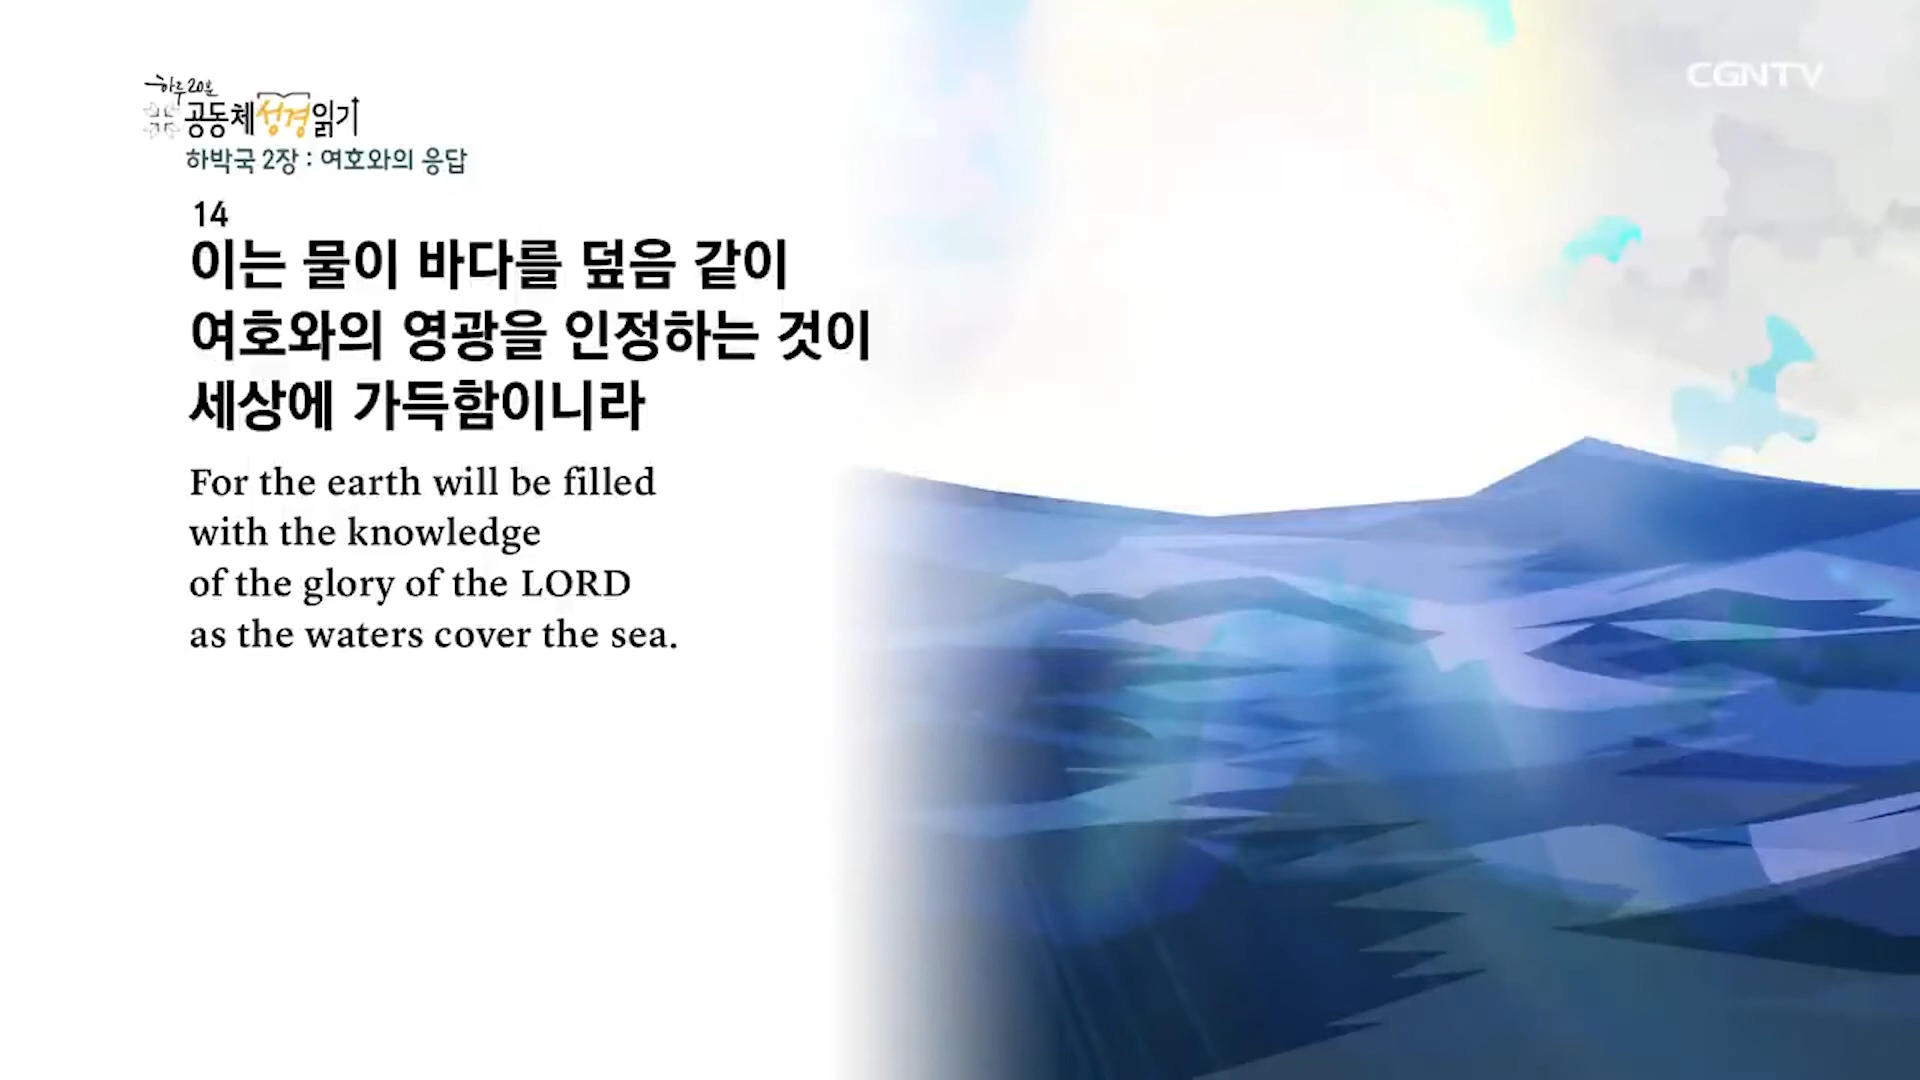 하루 20분
공동체성경읽기
CGNTV
하박국 2장 : 여호와의 응답
14
이는 물이 바다를 덮음 같이
여호와의 영광을 인정하는 것이
세상에 가득함이니라
For the earth will be filled
with the knowledge
of the glory of the LORD
as the waters cover the sea.